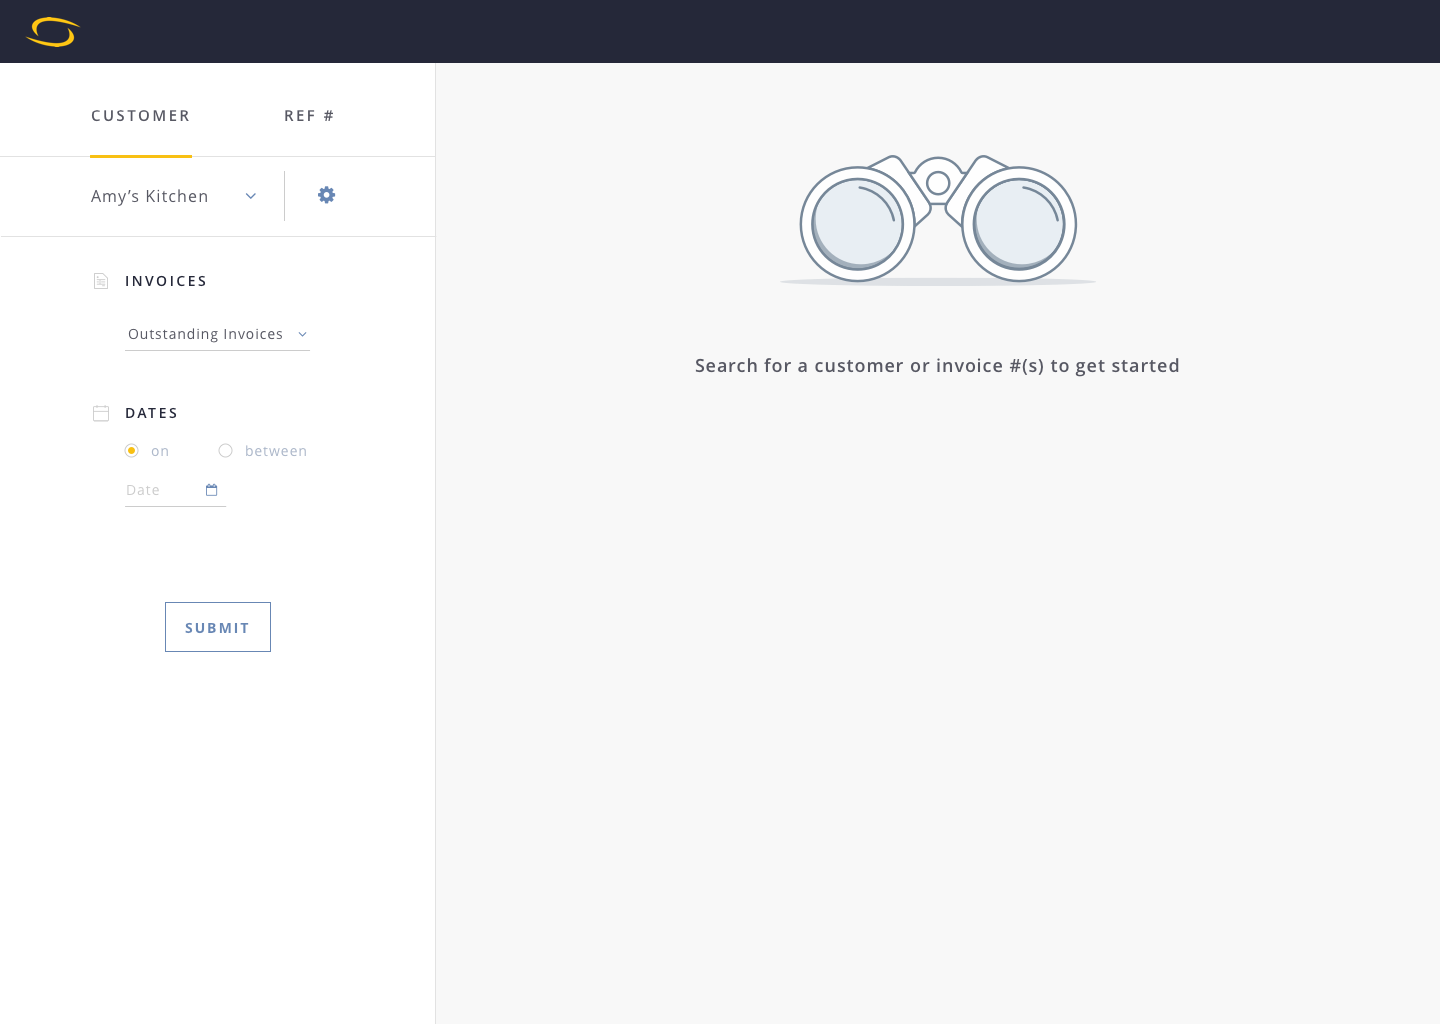 CUSTOMER
REF #
Amy’s Kitchen
INVOICES
Outstanding Invoices
DATES
on
between
Date
SUBMIT
Search for a customer or invoice #(s) to get started